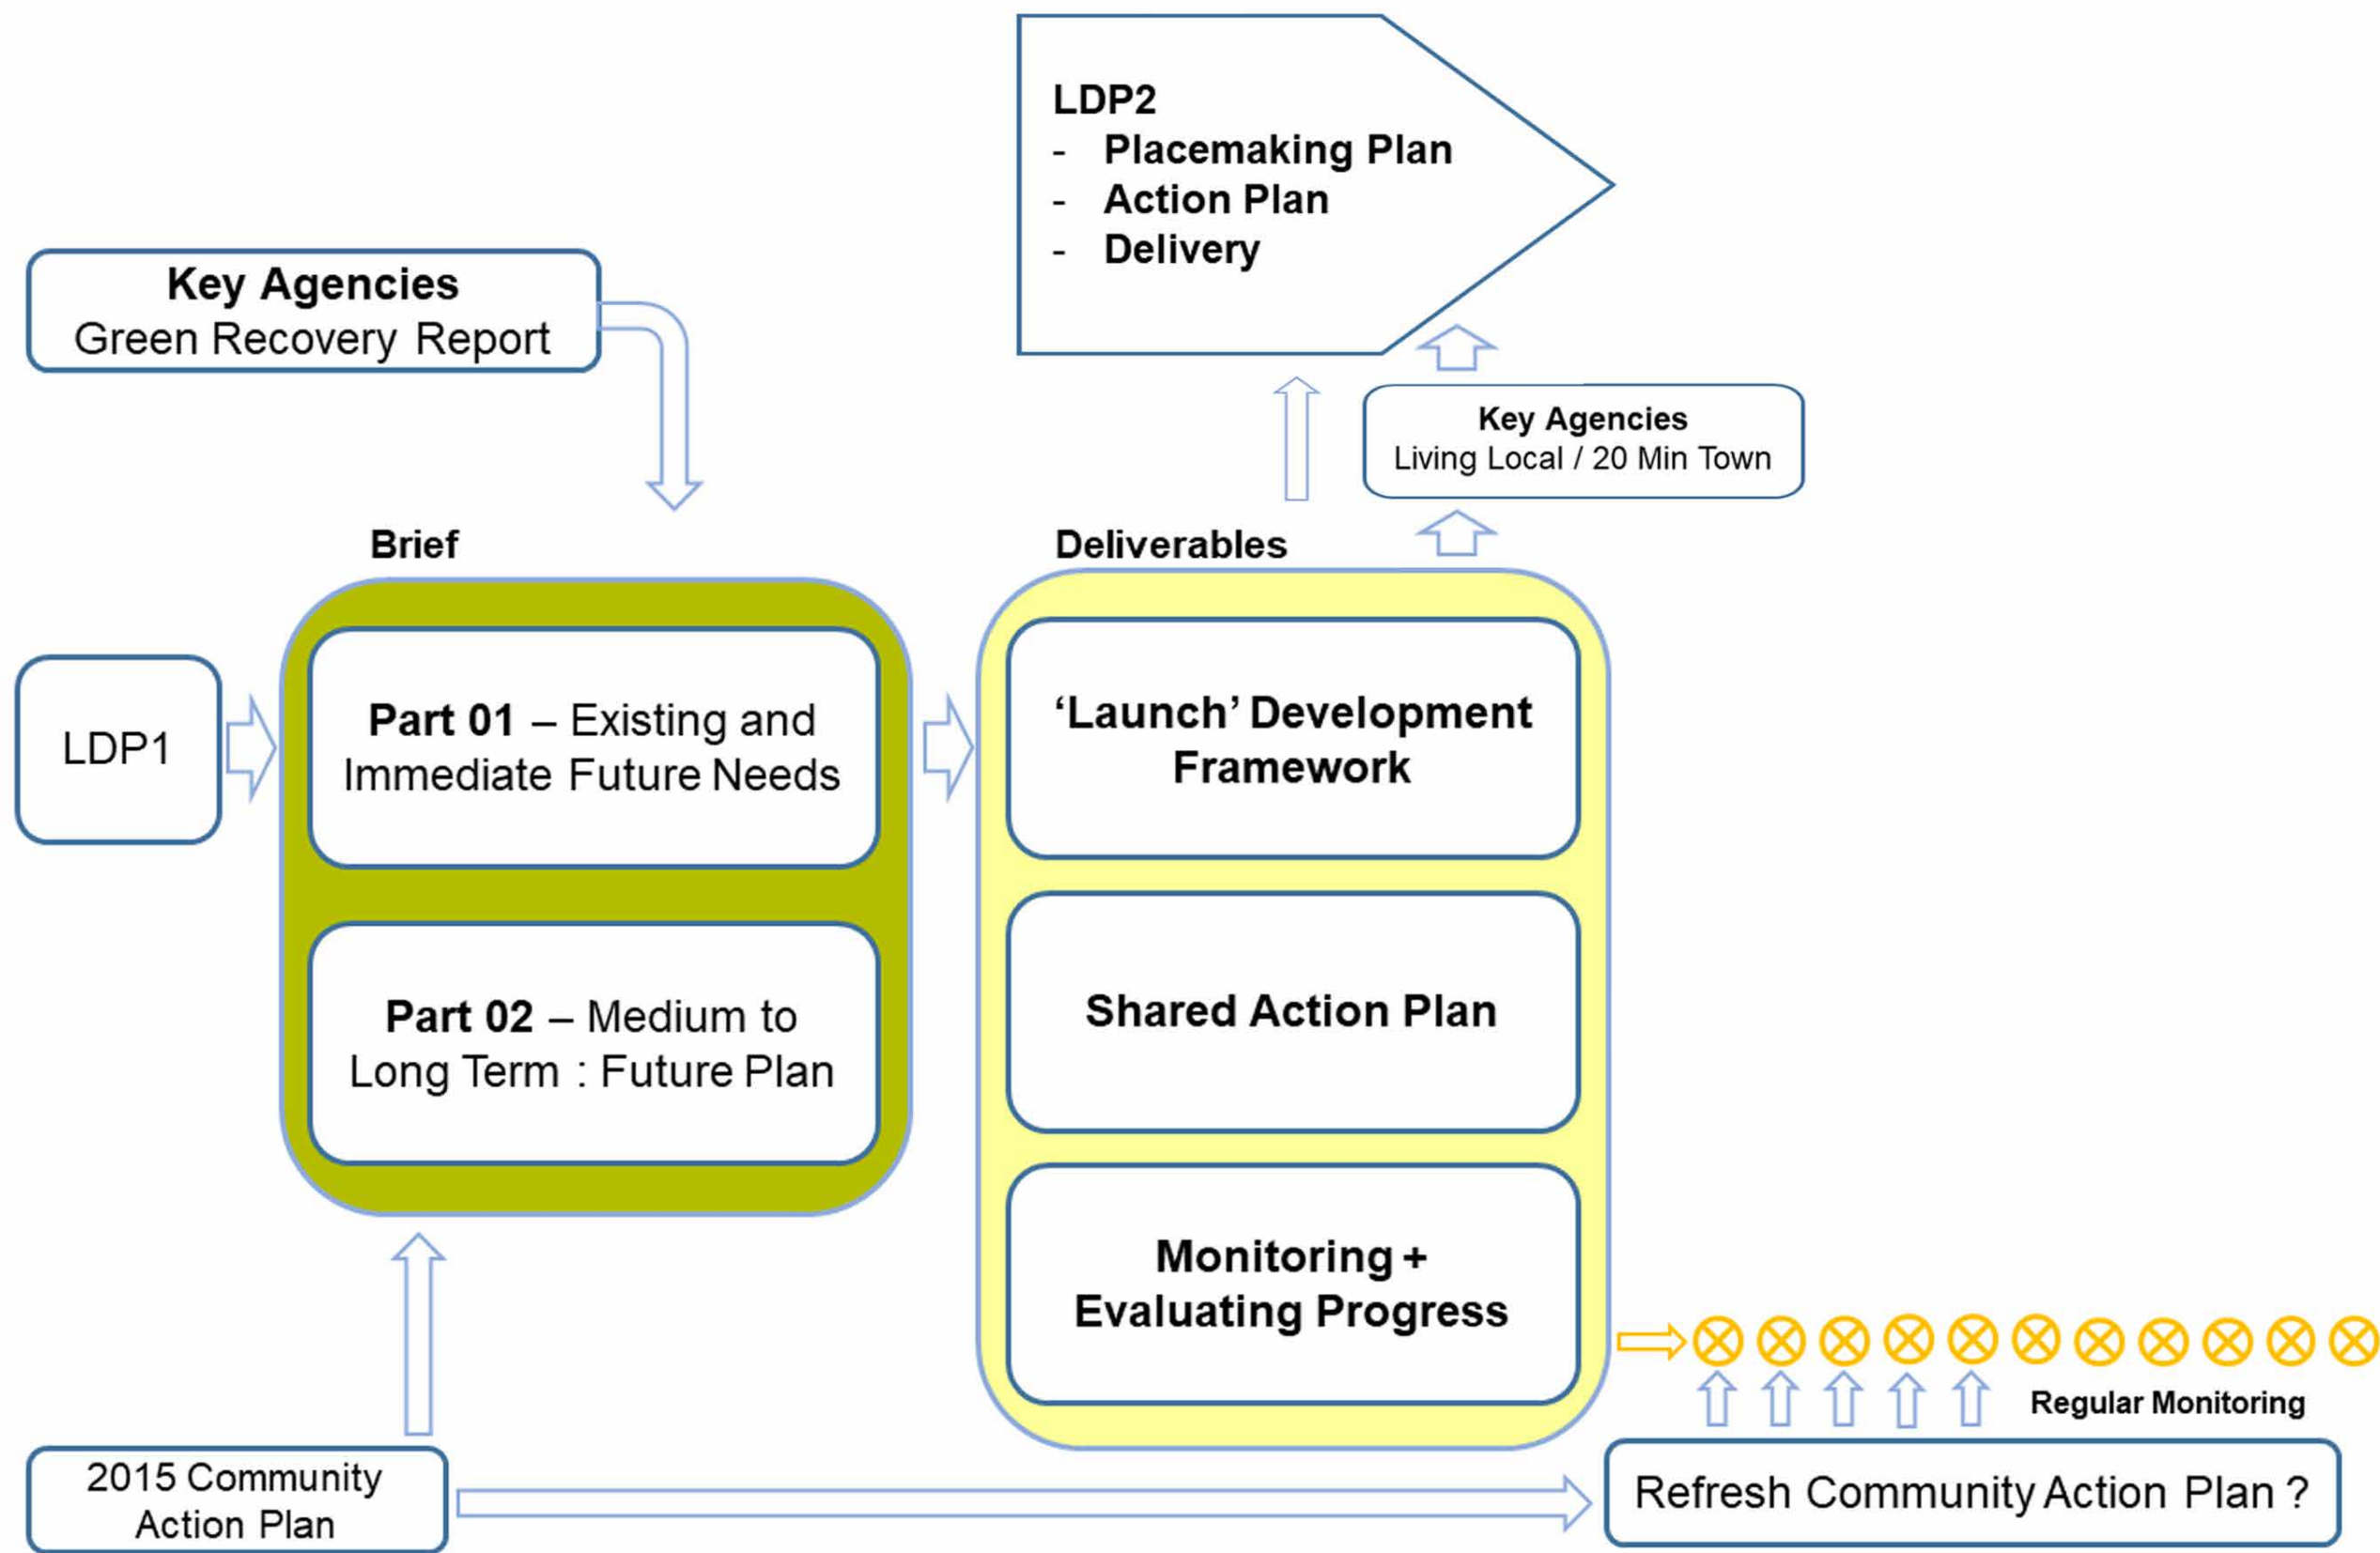 LDP2
- Placemaking Plan
- Action Plan
- Delivery
Key Agencies
Green Recovery Report
Key Agencies
Living Local / 20 Min Town
Brief
Deliverables
LDP1
Part 01 – Existing and
Immediate Future Needs
Part 02 – Medium to
Long Term : Future Plan
‘Launch’ Development
Framework
Shared Action Plan
Monitoring +
Evaluating Progress
Regular Monitoring
2015 Community
Action Plan
Refresh Community Action Plan ?